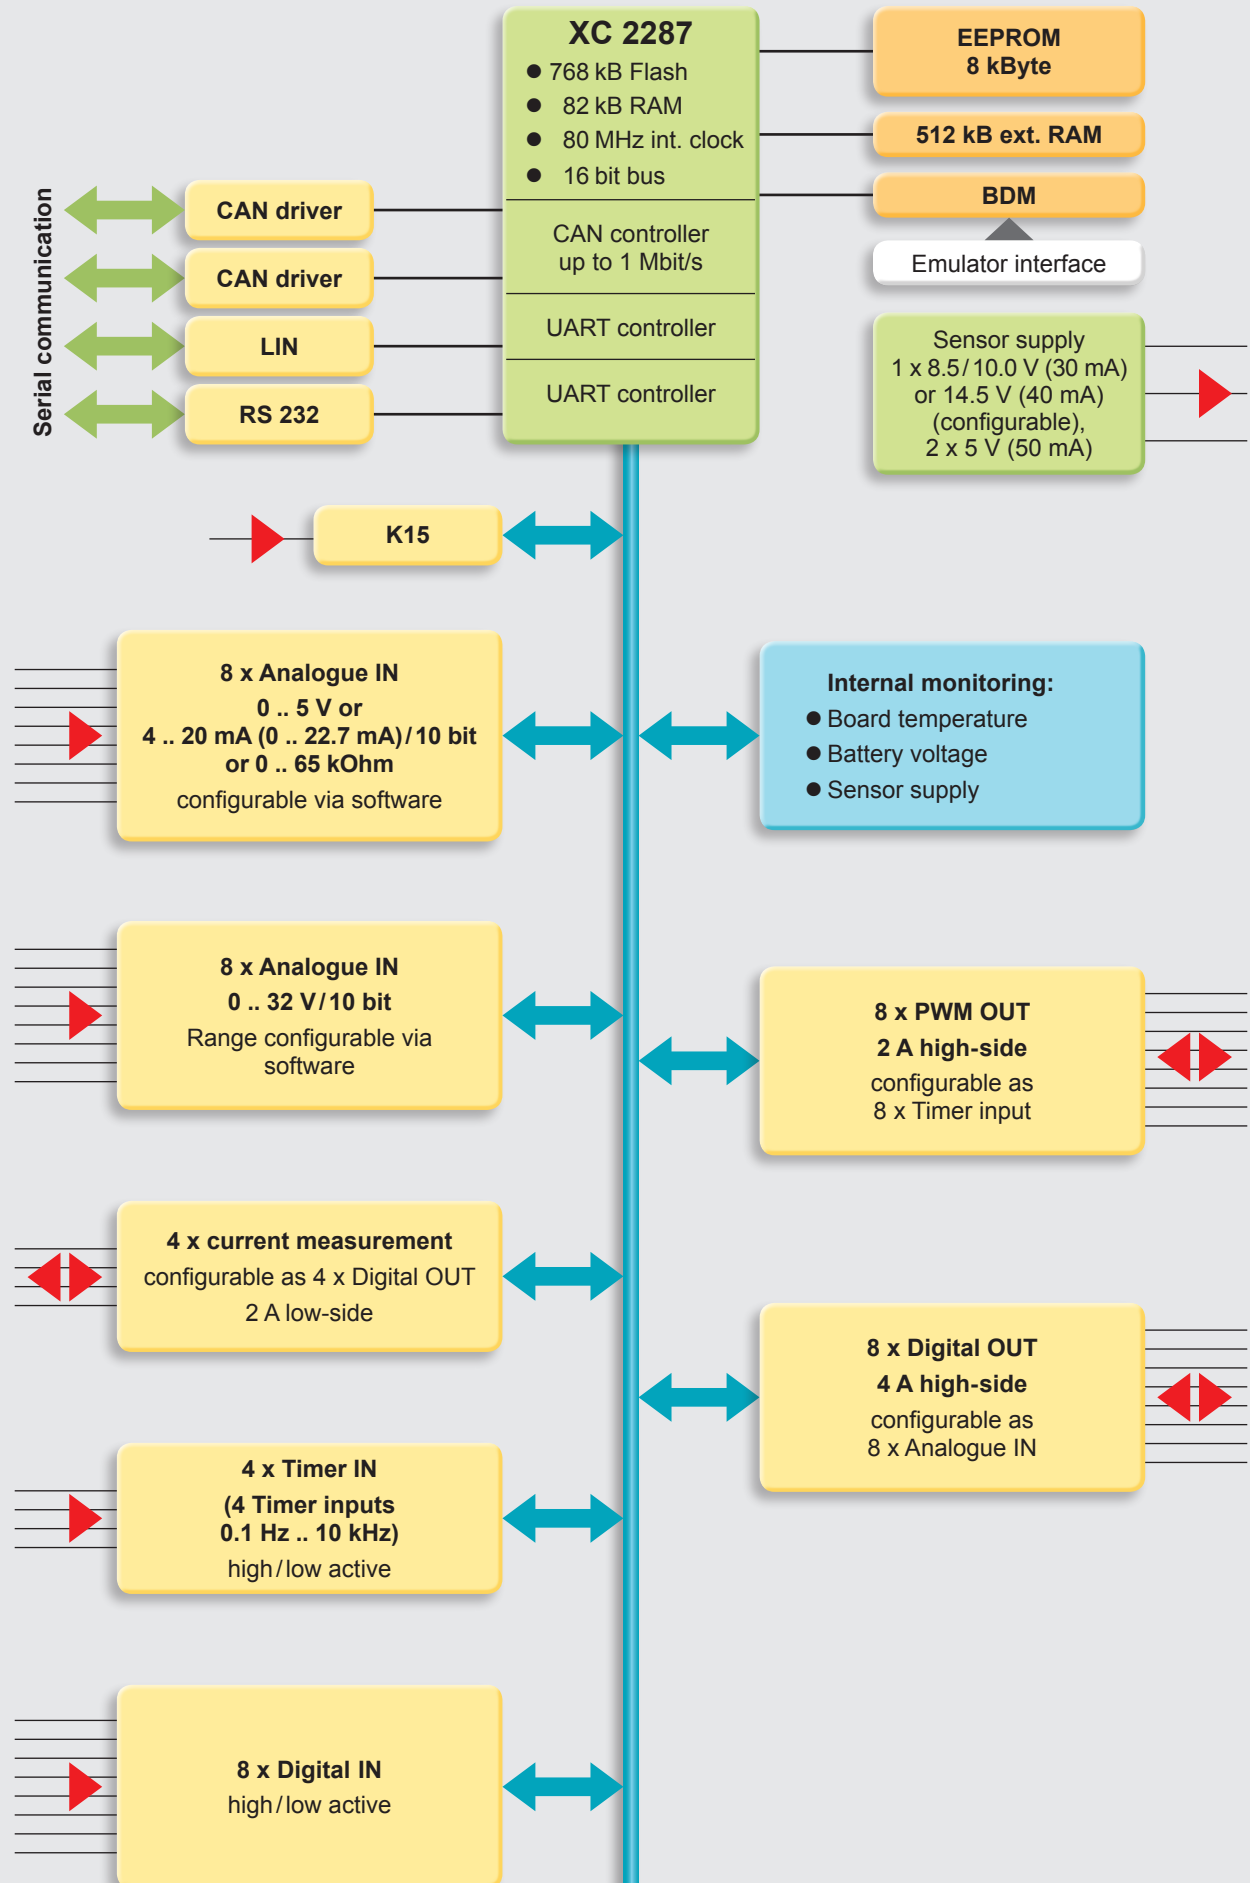 XC 2287
● 768 kB Flash
● 82 kB RAM
● 80 MHz int. clock
● 16 bit bus
CAN controller
up to 1 Mbit/s
UART controller
UART controller
EEPROM
8 kByte
512 kB ext. RAM
BDM
Emulator interface
Serial communication
CAN driver
CAN driver
LIN
RS 232
Sensor supply
1 x 8.5/10.0 V (30 mA)
or 14.5 V (40 mA)
(configurable),
2 x 5 V (50 mA)
K15
8 x Analogue IN
0 .. 5 V or
4 .. 20 mA (0 .. 22.7 mA)/10 bit
or 0 .. 65 kOhm
configurable via software
Internal monitoring:
● Board temperature
● Battery voltage
● Sensor supply
8 x Analogue IN
0 .. 32 V/10 bit
Range configurable via
software
8 x PWM OUT
2 A high-side
configurable as
8 x Timer input
4 x current measurement
configurable as 4 x Digital OUT
2 A low-side
8 x Digital OUT
4 A high-side
configurable as
8 x Analogue IN
4 x Timer IN
(4 Timer inputs
0.1 Hz .. 10 kHz)
high/low active
8 x Digital IN
high/low active